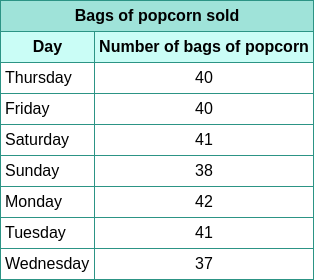 Bags of popcorn sold
Day Number of bags of popcorn
Thursday 40
Friday 40
Saturday 41
Sunday 38
Monday 42
Tuesday 41
Wednesday 37